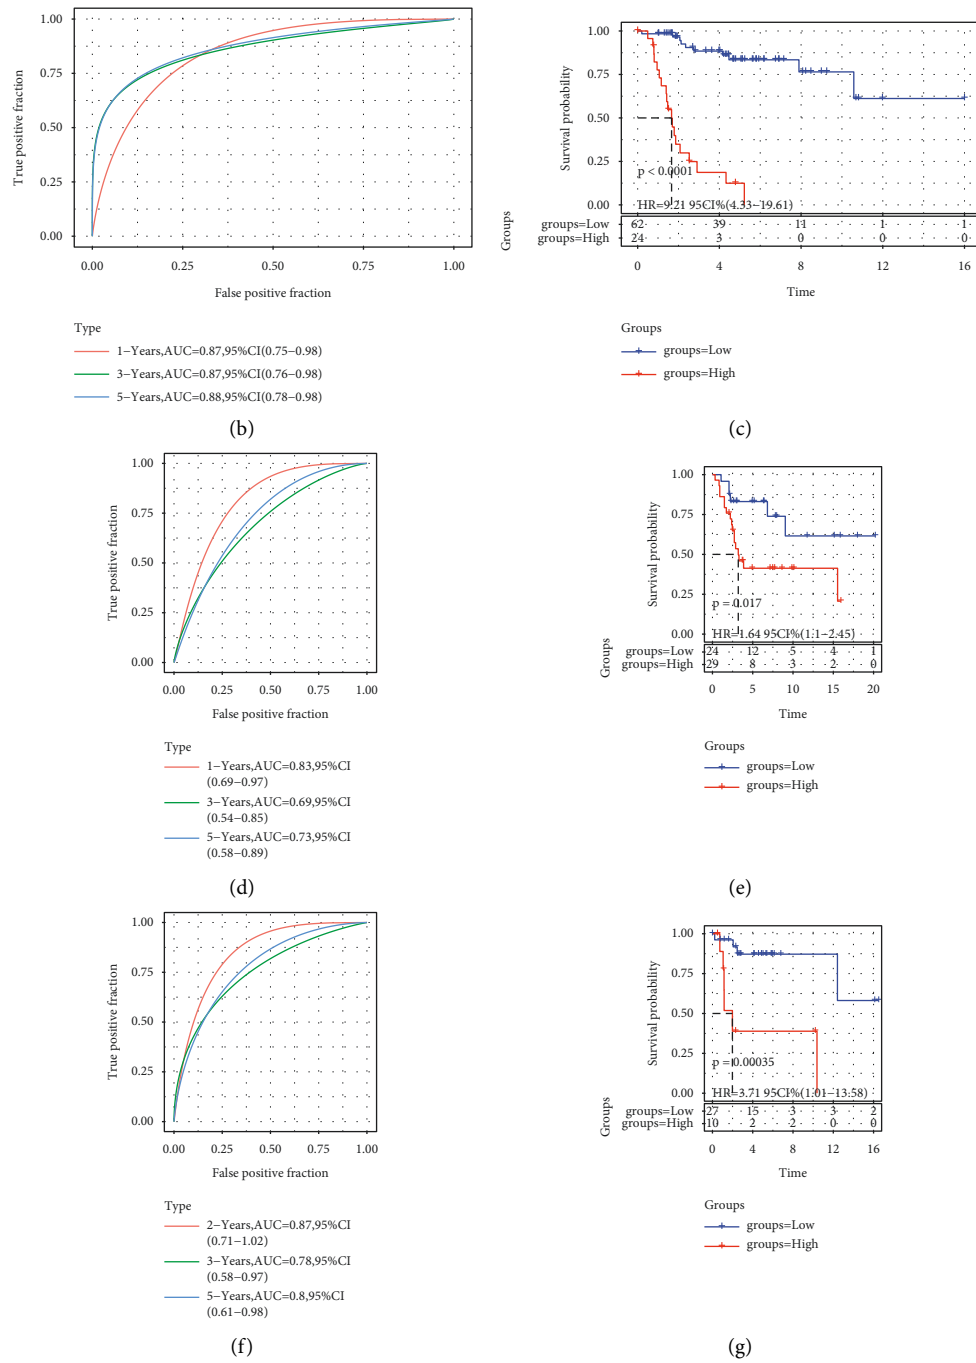 1.00
0.75
0.50
0.25
0.00
True positive fraction
0.00 0.25 0.50 0.75 1.00
False positive fraction
Type
1−Years,AUC=0.87,95%CI(0.75−0.98)
3−Years,AUC=0.87,95%CI(0.76−0.98)
5−Years,AUC=0.88,95%CI(0.78−0.98)
(b)
1.00
0.75
0.50
0.25
0.00
Survival probability
p < 0.0001
HR=9.21 95CI%(4.33−19.61)
Groups
groups=Low 62 39 11 1 1
groups=High 24 3 0 0 0
0 4 8 12 16
Time
Groups
groups=Low
groups=High
(c)
1.00
0.75
0.50
0.25
0.00
True positive fraction
0.00 0.25 0.50 0.75 1.00
False positive fraction
Type
1−Years,AUC=0.83,95%CI
(0.69−0.97)
3−Years,AUC=0.69,95%CI
(0.54−0.85)
5−Years,AUC=0.73,95%CI
(0.58−0.89)
(d)
1.00
0.75
0.50
0.25
0.00
Survival probability
p = 0.017
HR=1.64 95CI%(1.1−2.45)
Groups
groups=Low 24 12 5 4 1
groups=High 29 8 3 2 0
0 5 10 15 20
Time
Groups
groups=Low
groups=High
(e)
1.00
0.75
0.50
0.25
0.00
True positive fraction
0.00 0.25 0.50 0.75 1.00
False positive fraction
Type
2−Years,AUC=0.87,95%CI
(0.71−1.02)
3−Years,AUC=0.78,95%CI
(0.58−0.97)
5−Years,AUC=0.8,95%CI
(0.61−0.98)
(f)
1.00
0.75
0.50
0.25
0.00
Survival probability
p = 0.00035
HR=3.71 95CI%(1.01−13.58)
Groups
groups=Low 27 15 3 3 2
groups=High 10 2 2 0 0
0 4 8 12 16
Time
Groups
groups=Low
groups=High
(g)